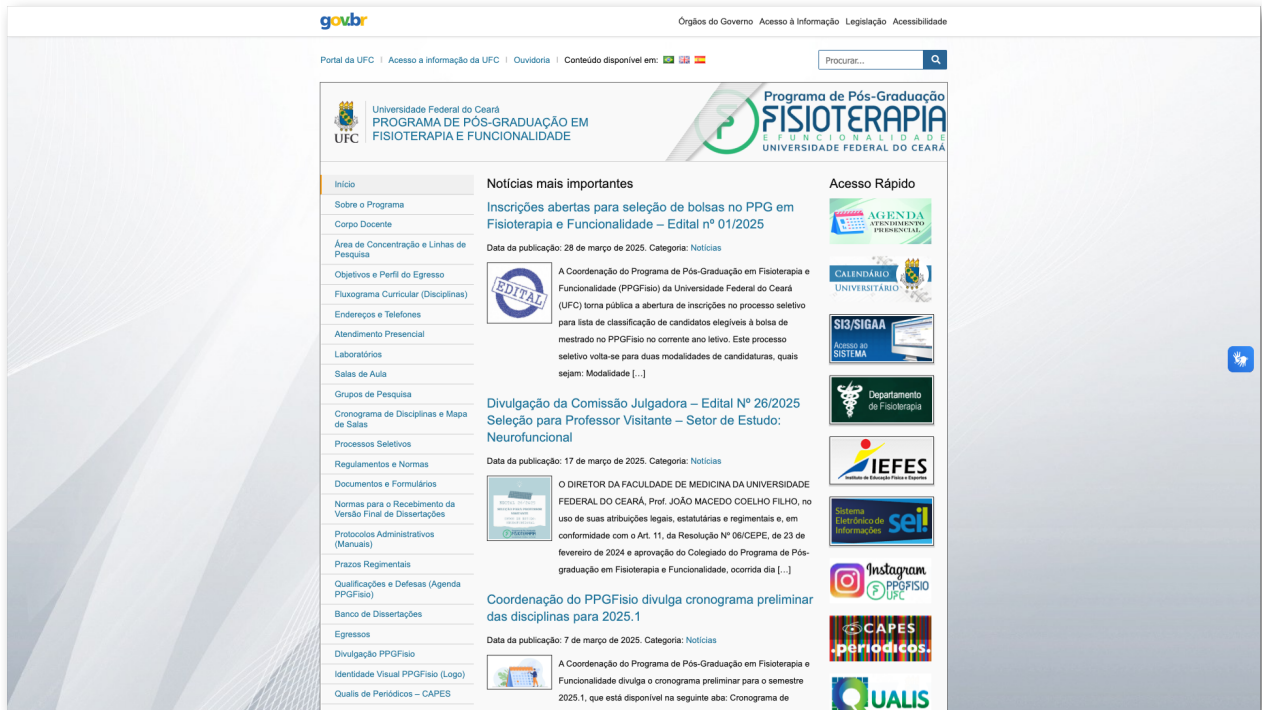 gov.br
Órgãos do Governo Acesso à Informação Legislação Acessibilidade
Portal da UFC Acesso a informação da UFC Ouvidoria Conteúdo disponível em:
Procurar...
UFC
Universidade Federal do Ceará
PROGRAMA DE PÓS-GRADUAÇÃO EM
FISIOTERAPIA E FUNCIONALIDADE
Programa de Pós-Graduação
FISIOTERAPIA
E FUNCIONALIDADE
UNIVERSIDADE FEDERAL DO CEARÁ
Início
Sobre o Programa
Corpo Docente
Área de Concentração e Linhas de
Pesquisa
Objetivos e Perfil do Egresso
Fluxograma Curricular (Disciplinas)
Endereços e Telefones
Atendimento Presencial
Laboratórios
Salas de Aula
Grupos de Pesquisa
Cronograma de Disciplinas e Mapa
de Salas
Processos Seletivos
Regulamentos e Normas
Documentos e Formulários
Normas para o Recebimento da
Versão Final de Dissertações
Protocolos Administrativos
(Manuais)
Prazos Regimentais
Qualificações e Defesas (Agenda
PPGFisio)
Banco de Dissertações
Egressos
Divulgação PPGFisio
Identidade Visual PPGFisio (Logo)
Qualis de Periódicos – CAPES
Notícias mais importantes
Inscrições abertas para seleção de bolsas no PPG em
Fisioterapia e Funcionalidade – Edital nº 01/2025
Data da publicação: 28 de março de 2025. Categoria: Notícias
EDITAL
A Coordenação do Programa de Pós-Graduação em Fisioterapia e
Funcionalidade (PPGFisio) da Universidade Federal do Ceará
(UFC) torna pública a abertura de inscrições no processo seletivo
para lista de classificação de candidatos elegíveis à bolsa de
mestrado no PPGFisio no corrente ano letivo. Este processo
seletivo volta-se para duas modalidades de candidaturas, quais
sejam: Modalidade […]
Divulgação da Comissão Julgadora – Edital Nº 26/2025
Seleção para Professor Visitante – Setor de Estudo:
Neurofuncional
Data da publicação: 17 de março de 2025. Categoria: Notícias
O DIRETOR DA FACULDADE DE MEDICINA DA UNIVERSIDADE
FEDERAL DO CEARÁ, Prof. JOÃO MACEDO COELHO FILHO, no
uso de suas atribuições legais, estatutárias e regimentais e, em
conformidade com o Art. 11, da Resolução Nº 06/CEPE, de 23 de
fevereiro de 2024 e aprovação do Colegiado do Programa de Pós-
graduação em Fisioterapia e Funcionalidade, ocorrida dia […]
Coordenação do PPGFisio divulga cronograma preliminar
das disciplinas para 2025.1
Data da publicação: 7 de março de 2025. Categoria: Notícias
A Coordenação do Programa de Pós-Graduação em Fisioterapia e
Funcionalidade divulga o cronograma preliminar para o semestre
2025.1, que está disponível na seguinte aba: Cronograma de
Acesso Rápido
AGENDA
ATENDIMENTO
PRESENCIAL
CALENDÁRIO
UNIVERSITÁRIO
SI3/SIGAA
Acesso ao
SISTEMA
Departamento
de Fisioterapia
IEFES
Instituto de Educação Física e Esportes
Sistema
Eletrônico de
Informações
sei!
Instagram
PPGFISIO
UFC
CAPES
.periodicos.
QUALIS